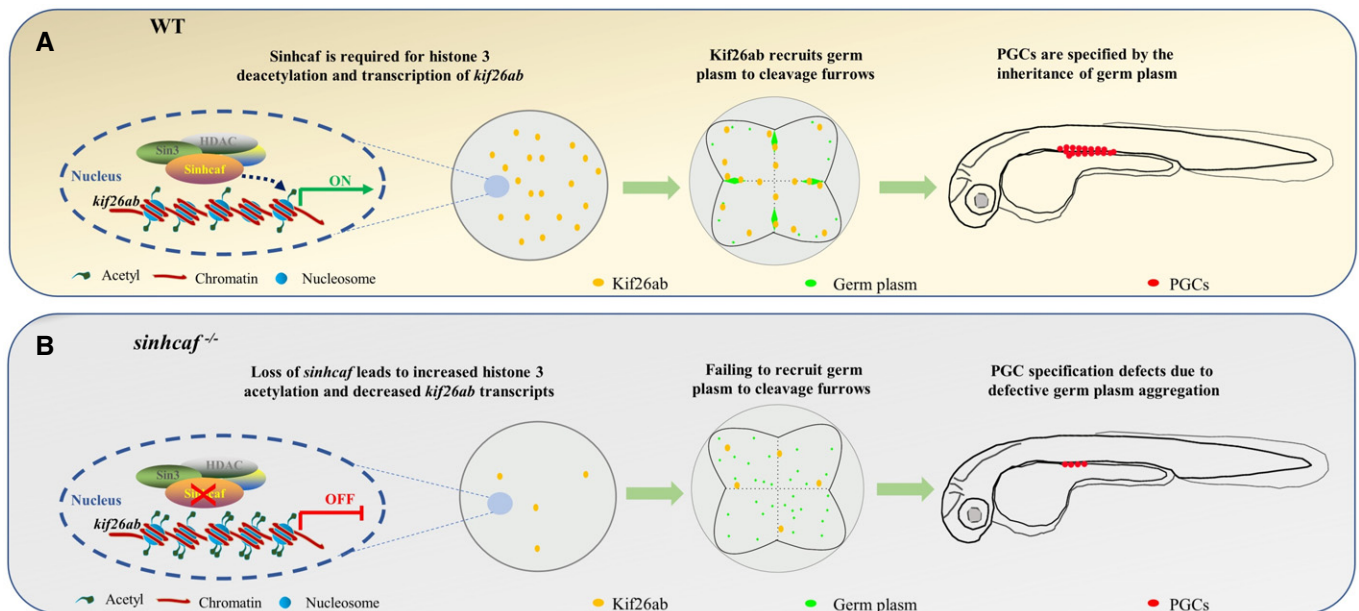 A
WT
Sinhcaf is required for histone 3
deacetylation and transcription of kif26ab
Kif26ab recruits germ
plasm to cleavage furrows
PGCs are specified by the
inheritance of germ plasm
HDAC
Sin3
Sinhcaf
Nucleus
ON
kif26ab
Acetyl
Chromatin
Nucleosome
Kif26ab
Germ plasm
PGCs
B
sinhcaf -/-
Loss of sinhcaf leads to increased histone 3
acetylation and decreased kif26ab transcripts
Failing to recruit germ
plasm to cleavage furrows
PGC specification defects due to
defective germ plasm aggregation
HDAC
Sin3
Sinhcaf
Nucleus
OFF
kif26ab
Acetyl
Chromatin
Nucleosome
Kif26ab
Germ plasm
PGCs